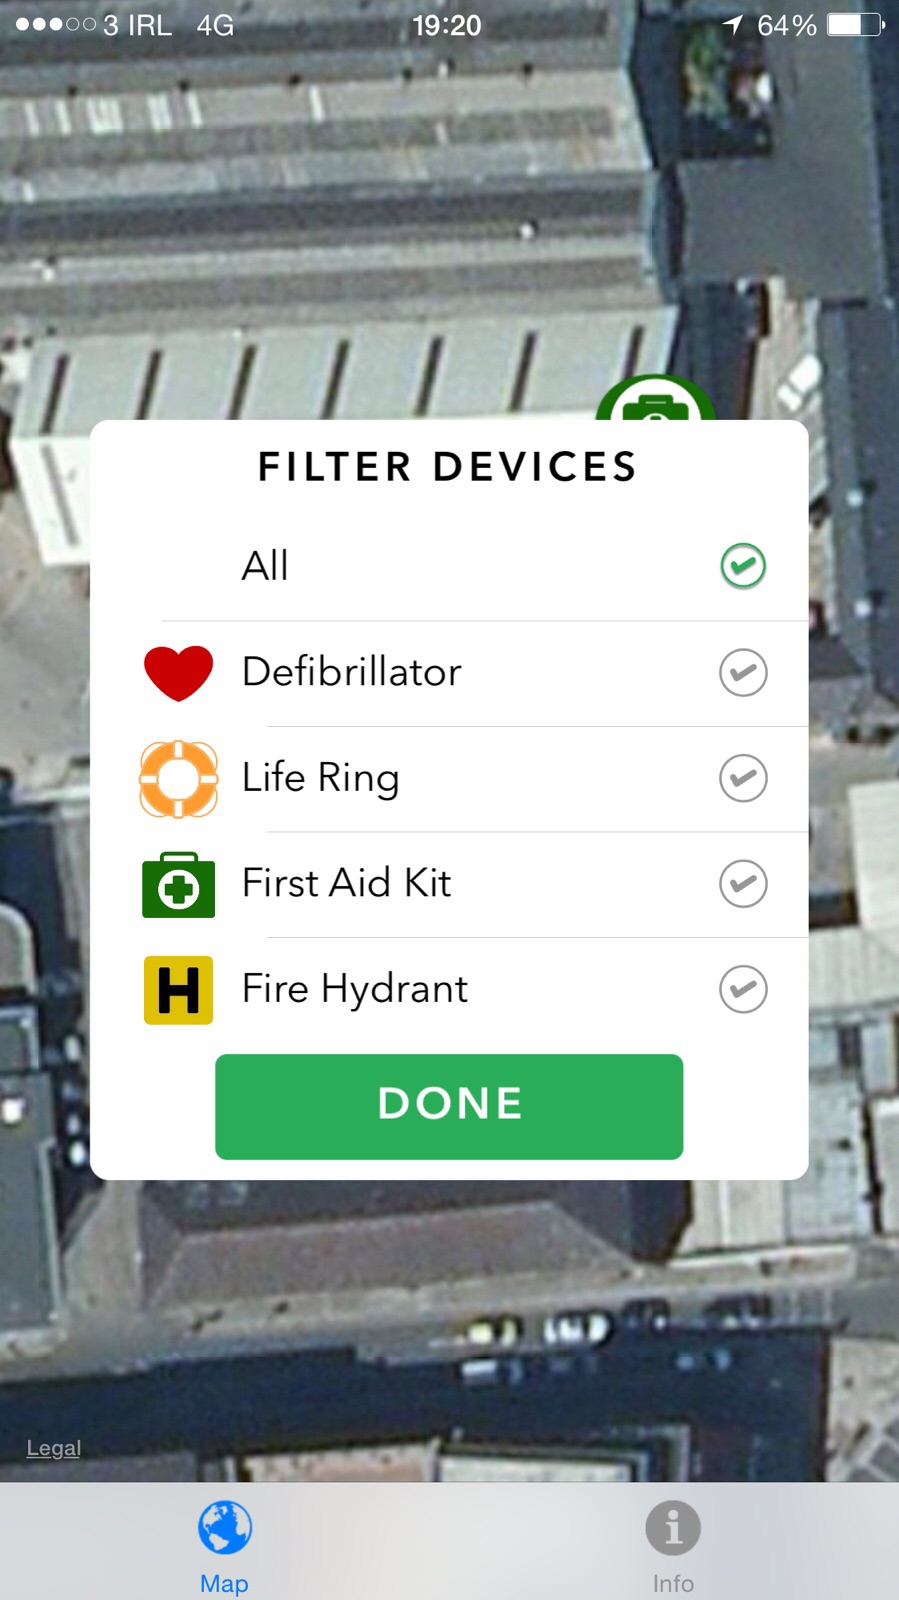 3 IRL 4G 19:20 64%
FILTER DEVICES
All
Defibrillator
Life Ring
First Aid Kit
H Fire Hydrant
DONE
Legal
Map Info